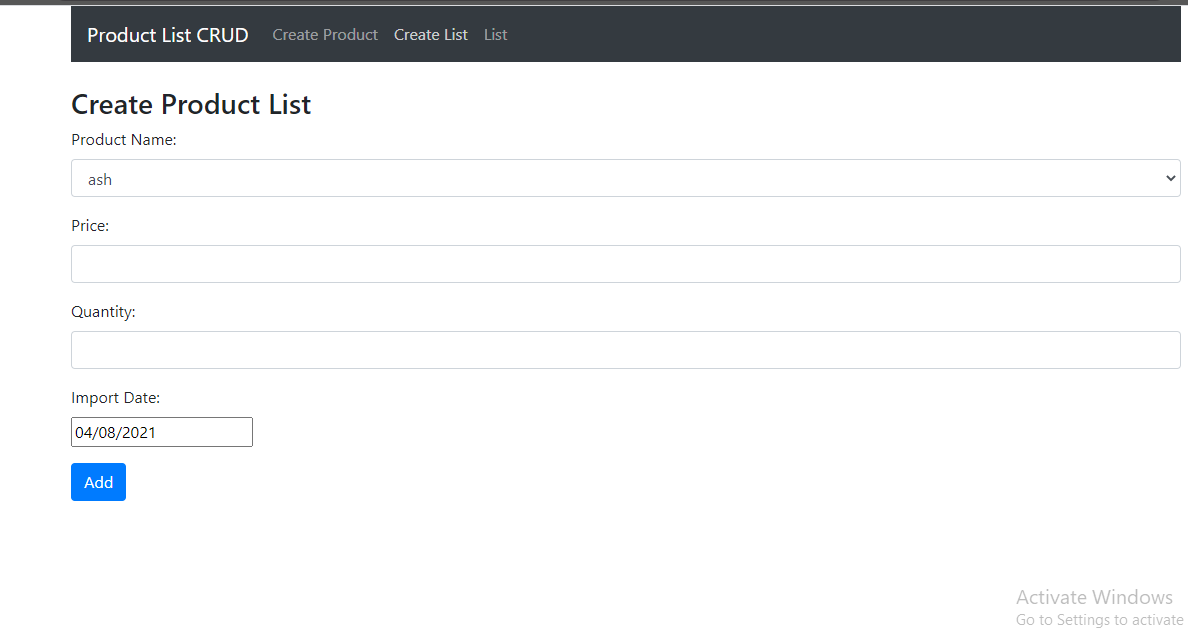 Product List CRUD Create Product Create List List
Create Product List
Product Name:
ash
Price:
Quantity:
Import Date:
04/08/2021
Add
Activate Windows
Go to Settings to activate